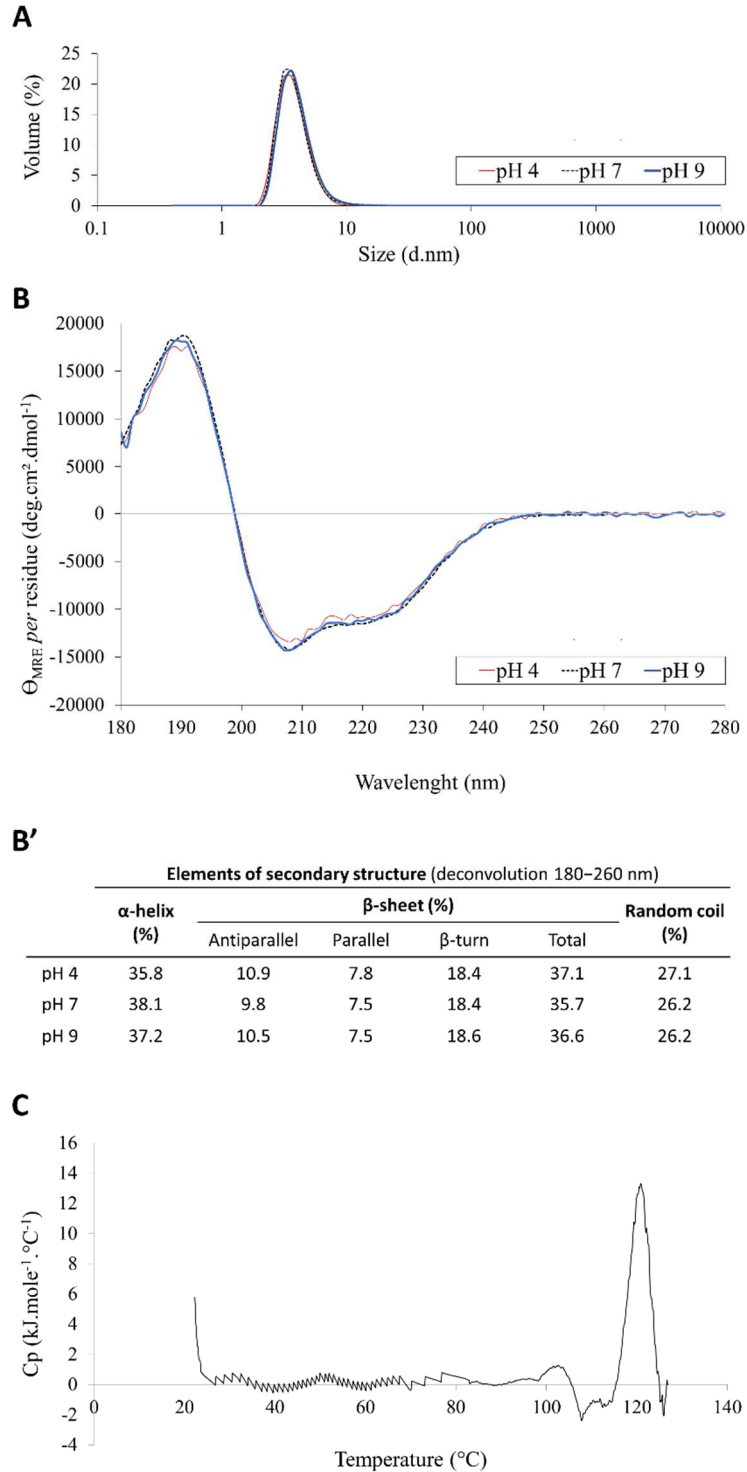 A
Volume (%)
25
20
15
10
5
0
0.1 1 10 100 1000 10000
Size (d.nm)
pH 4 pH 7 pH 9
B
ϴMRE per residue (deg.cm².dmol⁻¹)
20000
15000
10000
5000
0
-5000
-10000
-15000
-20000
180 190 200 210 220 230 240 250 260 270 280
Wavelenght (nm)
pH 4 pH 7 pH 9
B’
Elements of secondary structure (deconvolution 180–260 nm)
α-helix (%) β-sheet (%) Random coil (%)
Antiparallel Parallel β-turn Total
pH 4 35.8 10.9 7.8 18.4 37.1 27.1
pH 7 38.1 9.8 7.5 18.4 35.7 26.2
pH 9 37.2 10.5 7.5 18.6 36.6 26.2
C
Cp (kJ.mole⁻¹.°C⁻¹)
16
14
12
10
8
6
4
2
0
-2
-4
0 20 40 60 80 100 120 140
Temperature (°C)